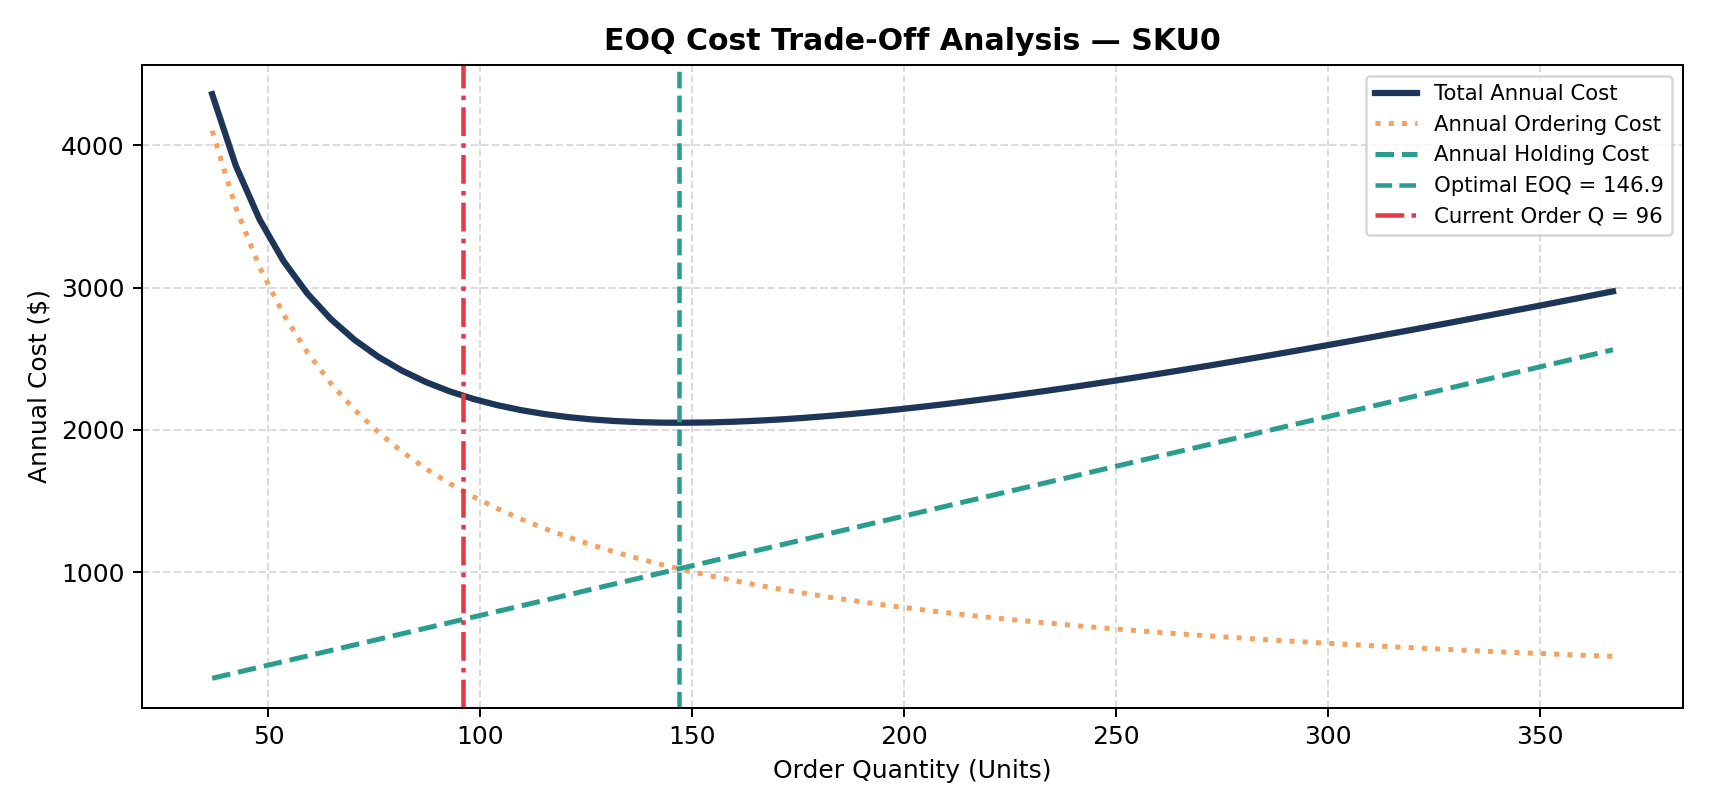 EOQ Cost Trade-Off Analysis — SKU0
Total Annual Cost
Annual Ordering Cost
Annual Holding Cost
Optimal EOQ = 146.9
Current Order Q = 96
Annual Cost ($)
4000
3000
2000
1000
50
100
150
200
250
300
350
Order Quantity (Units)